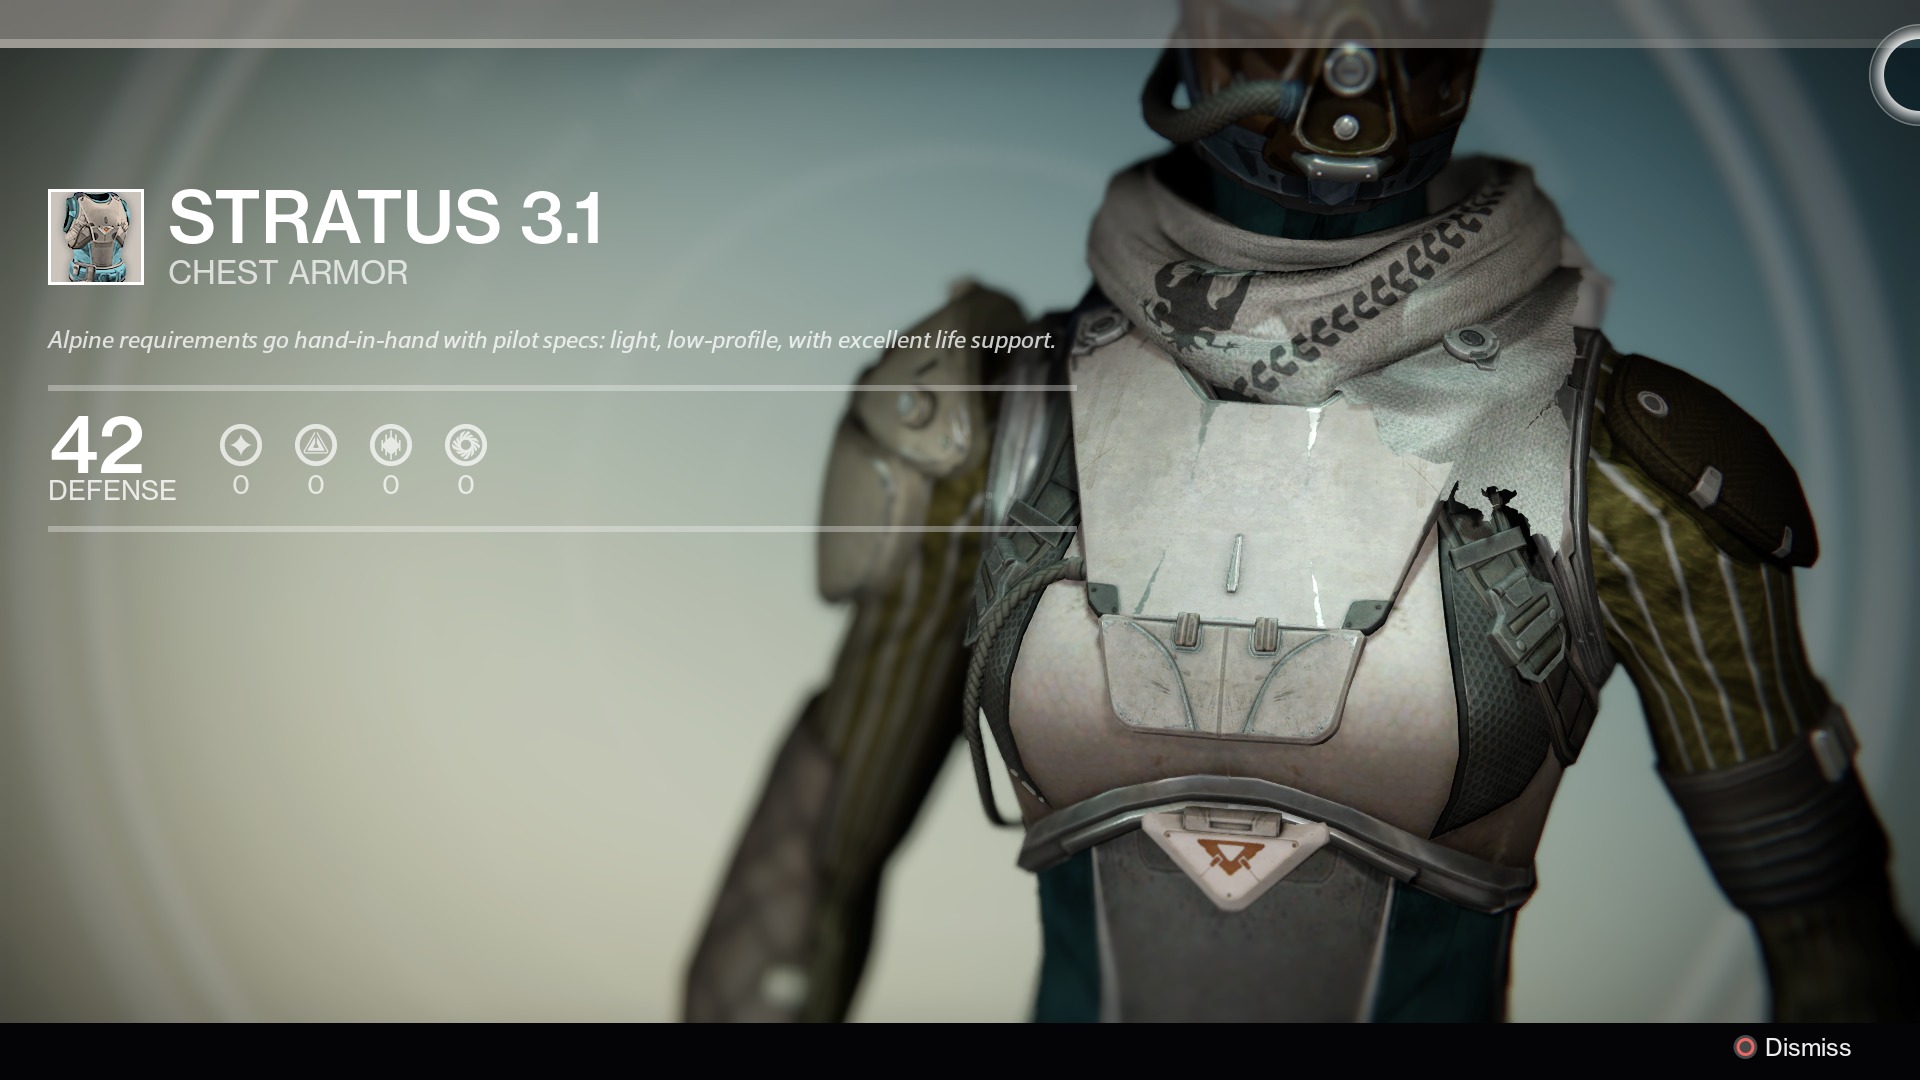 STRATUS 3.1
CHEST ARMOR
Alpine requirements go hand-in-hand with pilot specs: light, low-profile, with excellent life support.
42
DEFENSE
0 0 0 0
Dismiss